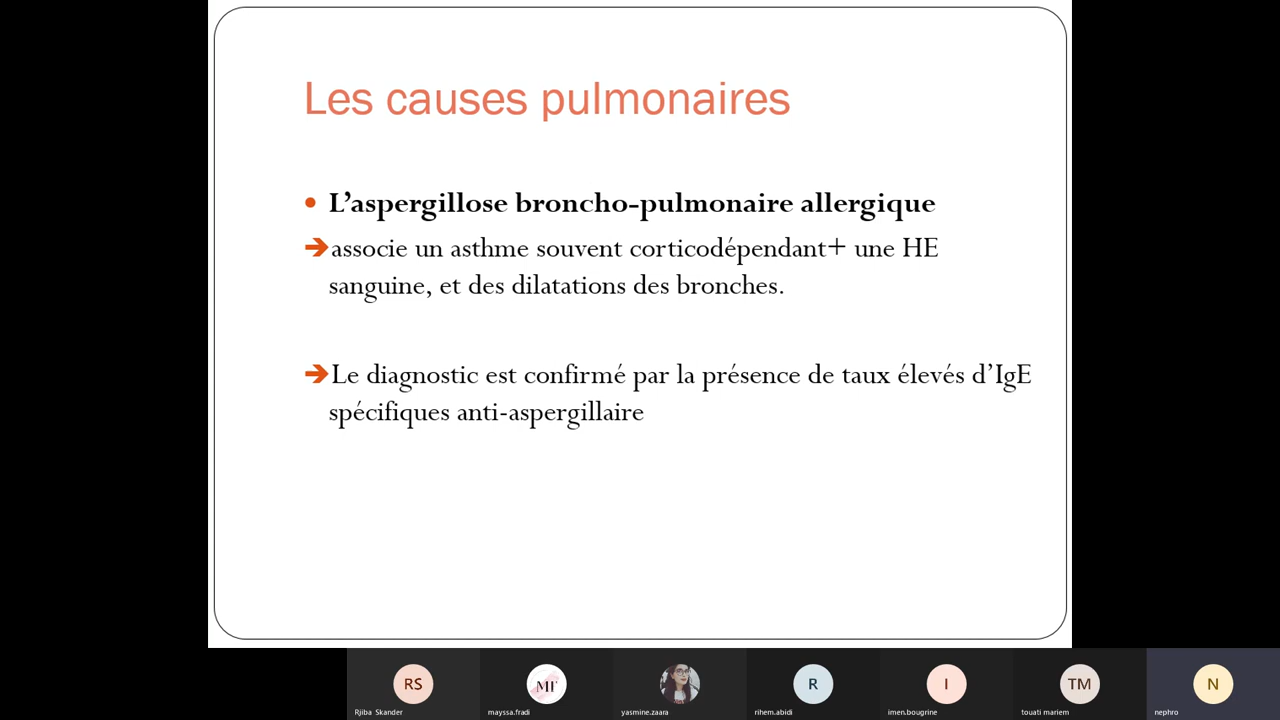 Les causes pulmonaires
• L’aspergillose broncho-pulmonaire allergique
➔associe un asthme souvent corticodépendant+ une HE
sanguine, et des dilatations des bronches.
➔Le diagnostic est confirmé par la présence de taux élevés d’IgE
spécifiques anti-aspergillaire
RS
MF
R
I
TM
N
Rjiba Skander
mayssa.fradi
yasmine.zaara
rihem.abidi
imen.bougrine
touati mariem
nephro